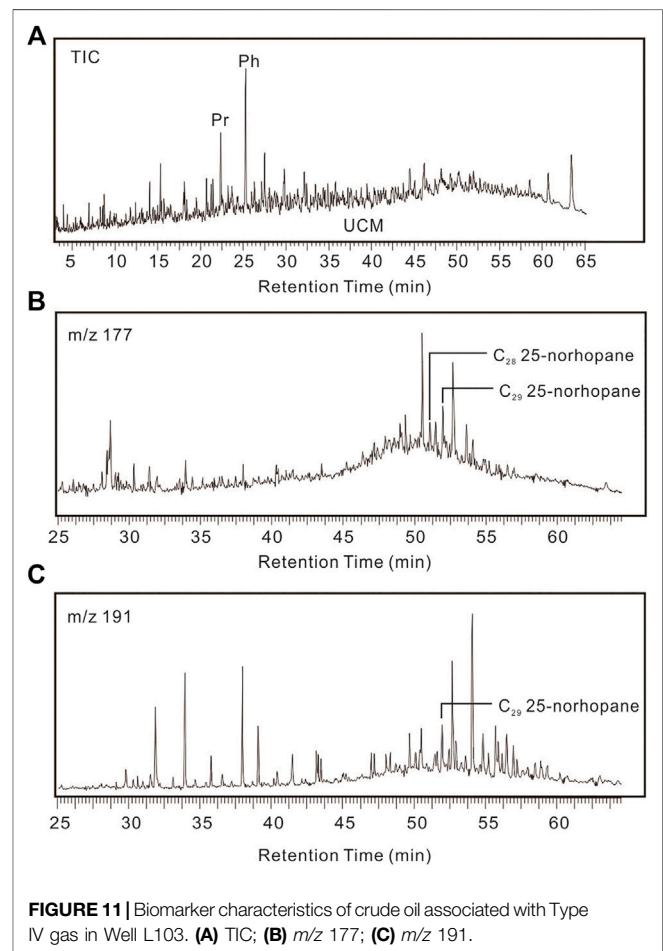 A
TIC
Ph
Pr
UCM
5 10 15 20 25 30 35 40 45 50 55 60 65
Retention Time (min)
B
m/z 177
C₂₈ 25-norhopane
C₂₉ 25-norhopane
25 30 35 40 45 50 55 60
Retention Time (min)
C
m/z 191
C₂₉ 25-norhopane
25 30 35 40 45 50 55 60
Retention Time (min)
FIGURE 11 | Biomarker characteristics of crude oil associated with Type
IV gas in Well L103. (A) TIC; (B) m/z 177; (C) m/z 191.